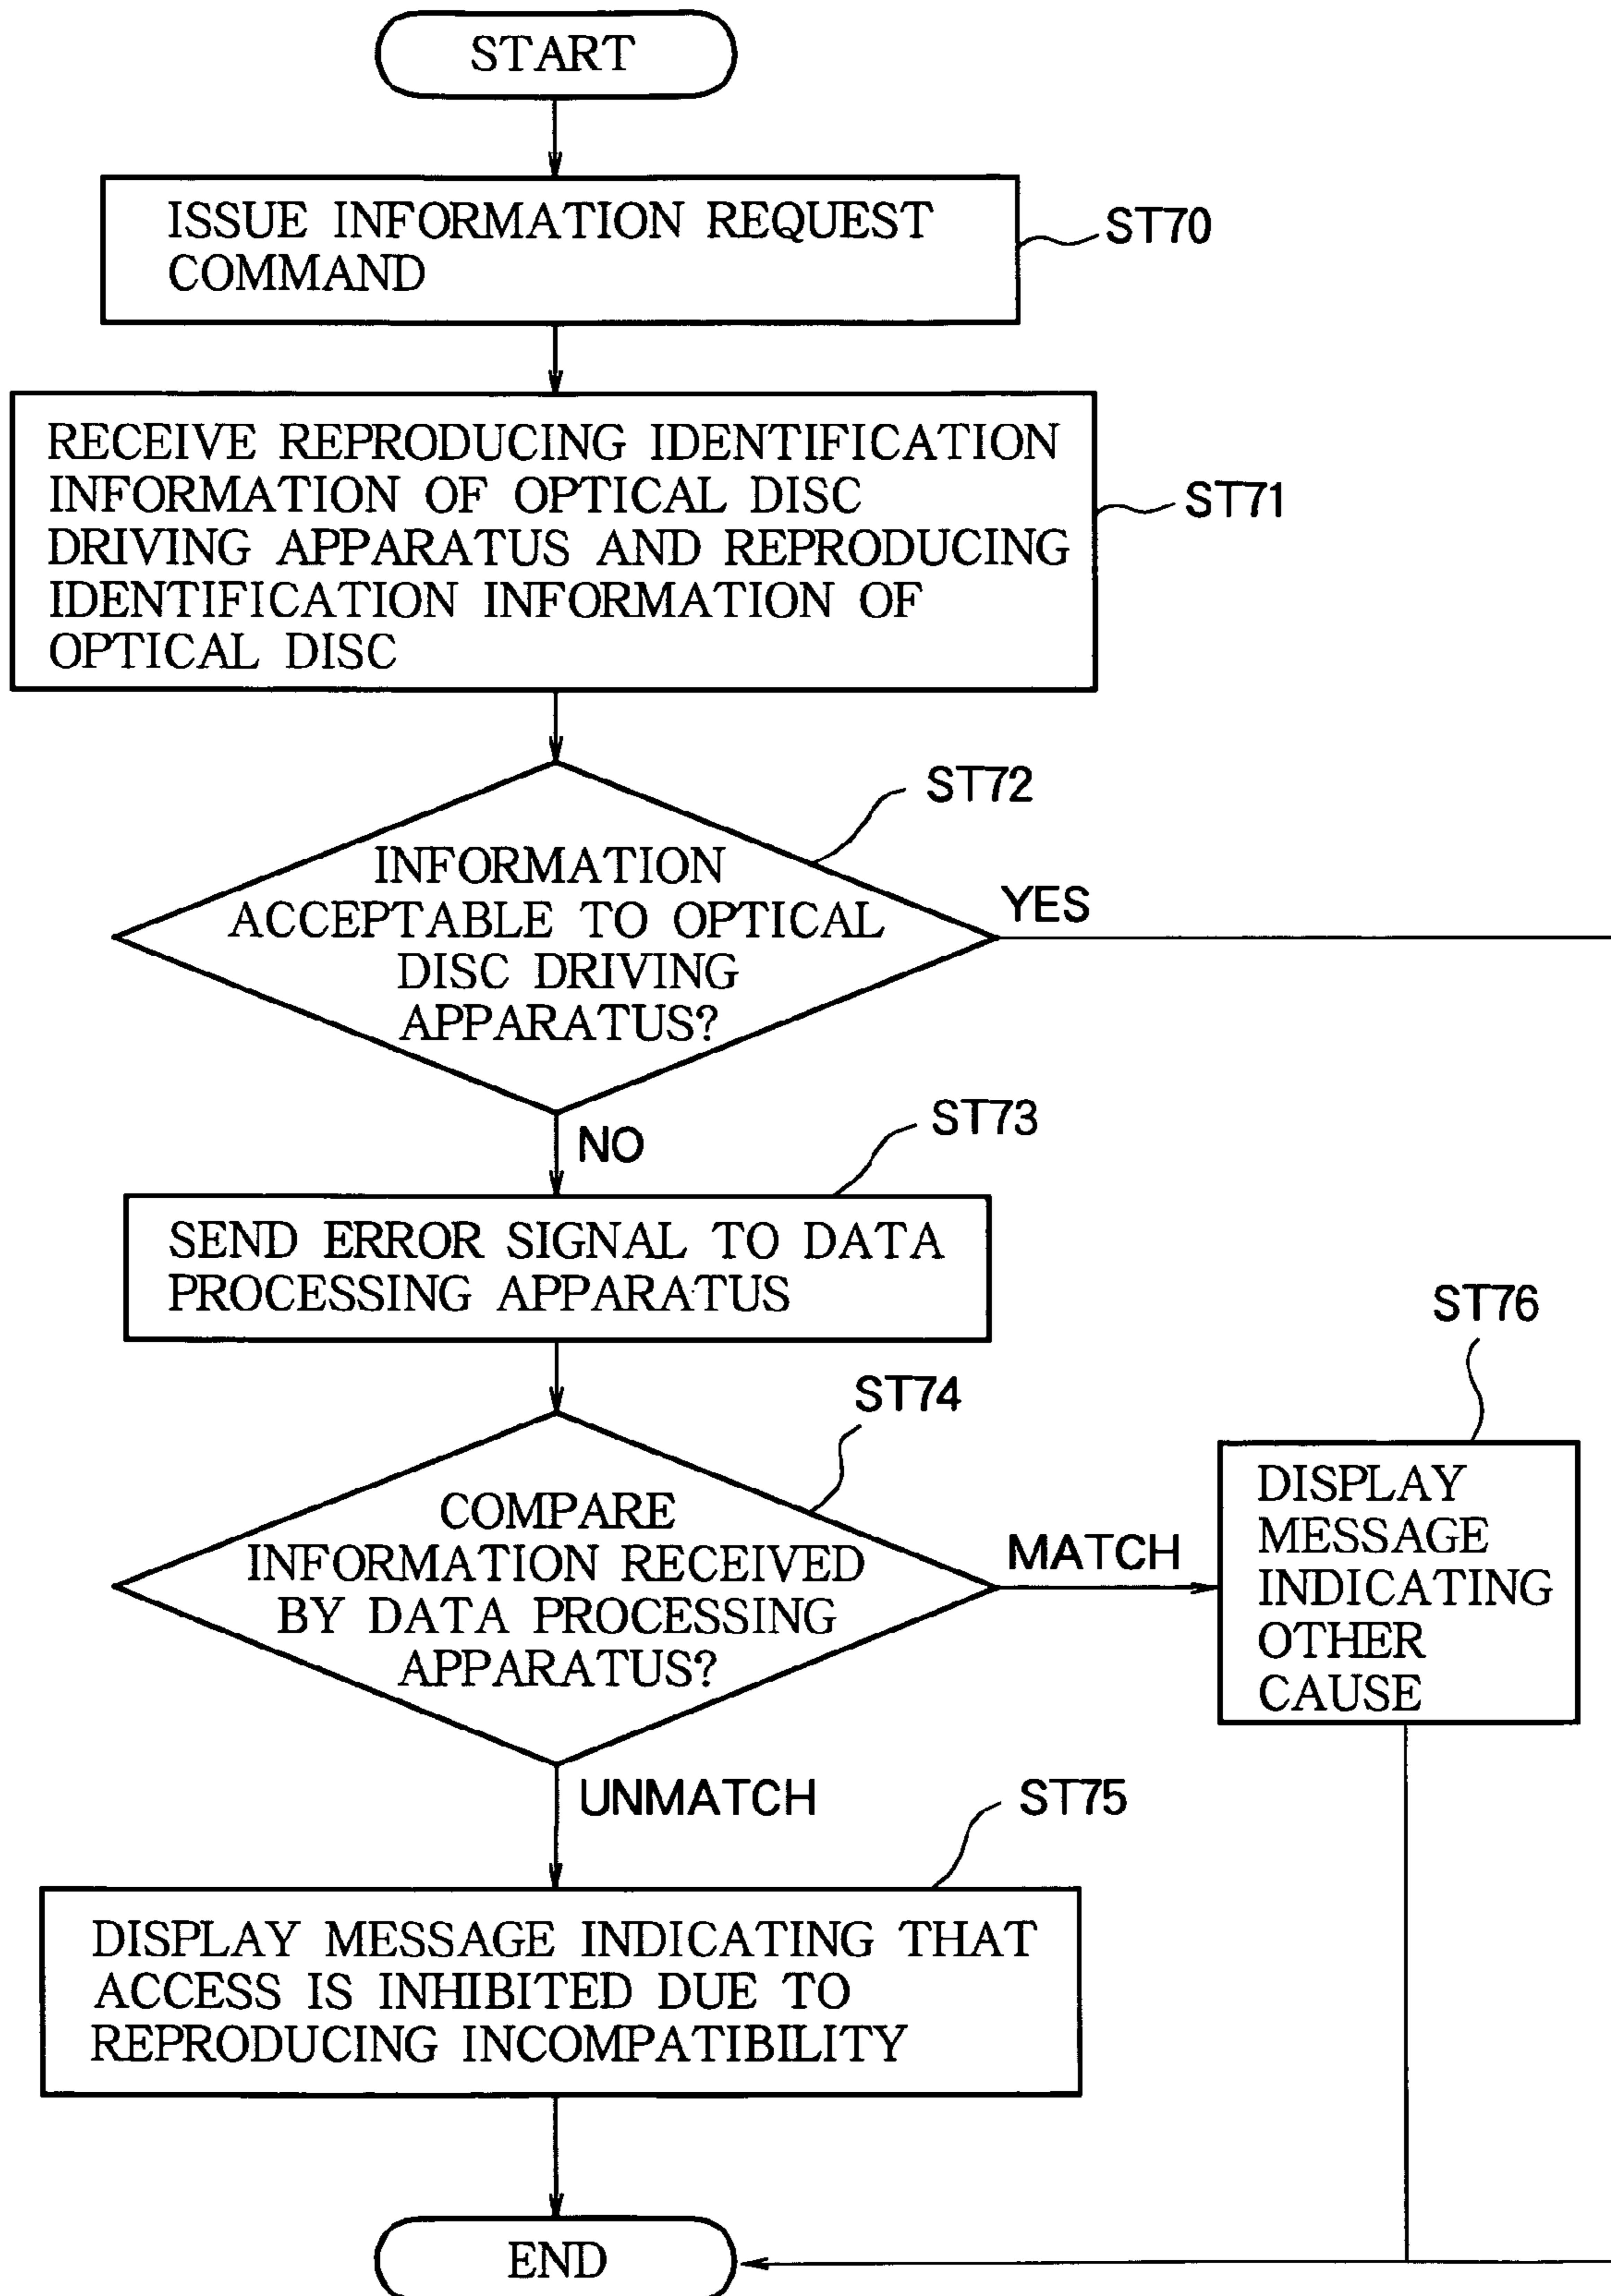 START
ISSUE INFORMATION REQUEST
COMMAND
ST70
RECEIVE REPRODUCING IDENTIFICATION
INFORMATION OF OPTICAL DISC
DRIVING APPARATUS AND REPRODUCING
IDENTIFICATION INFORMATION OF
OPTICAL DISC
ST71
ST72
INFORMATION
ACCEPTABLE TO OPTICAL
DISC DRIVING
APPARATUS?
YES
NO
ST73
SEND ERROR SIGNAL TO DATA
PROCESSING APPARATUS
ST74
COMPARE
INFORMATION RECEIVED
BY DATA PROCESSING
APPARATUS?
MATCH
ST76
DISPLAY
MESSAGE
INDICATING
OTHER
CAUSE
UNMATCH
ST75
DISPLAY MESSAGE INDICATING THAT
ACCESS IS INHIBITED DUE TO
REPRODUCING INCOMPATIBILITY
END